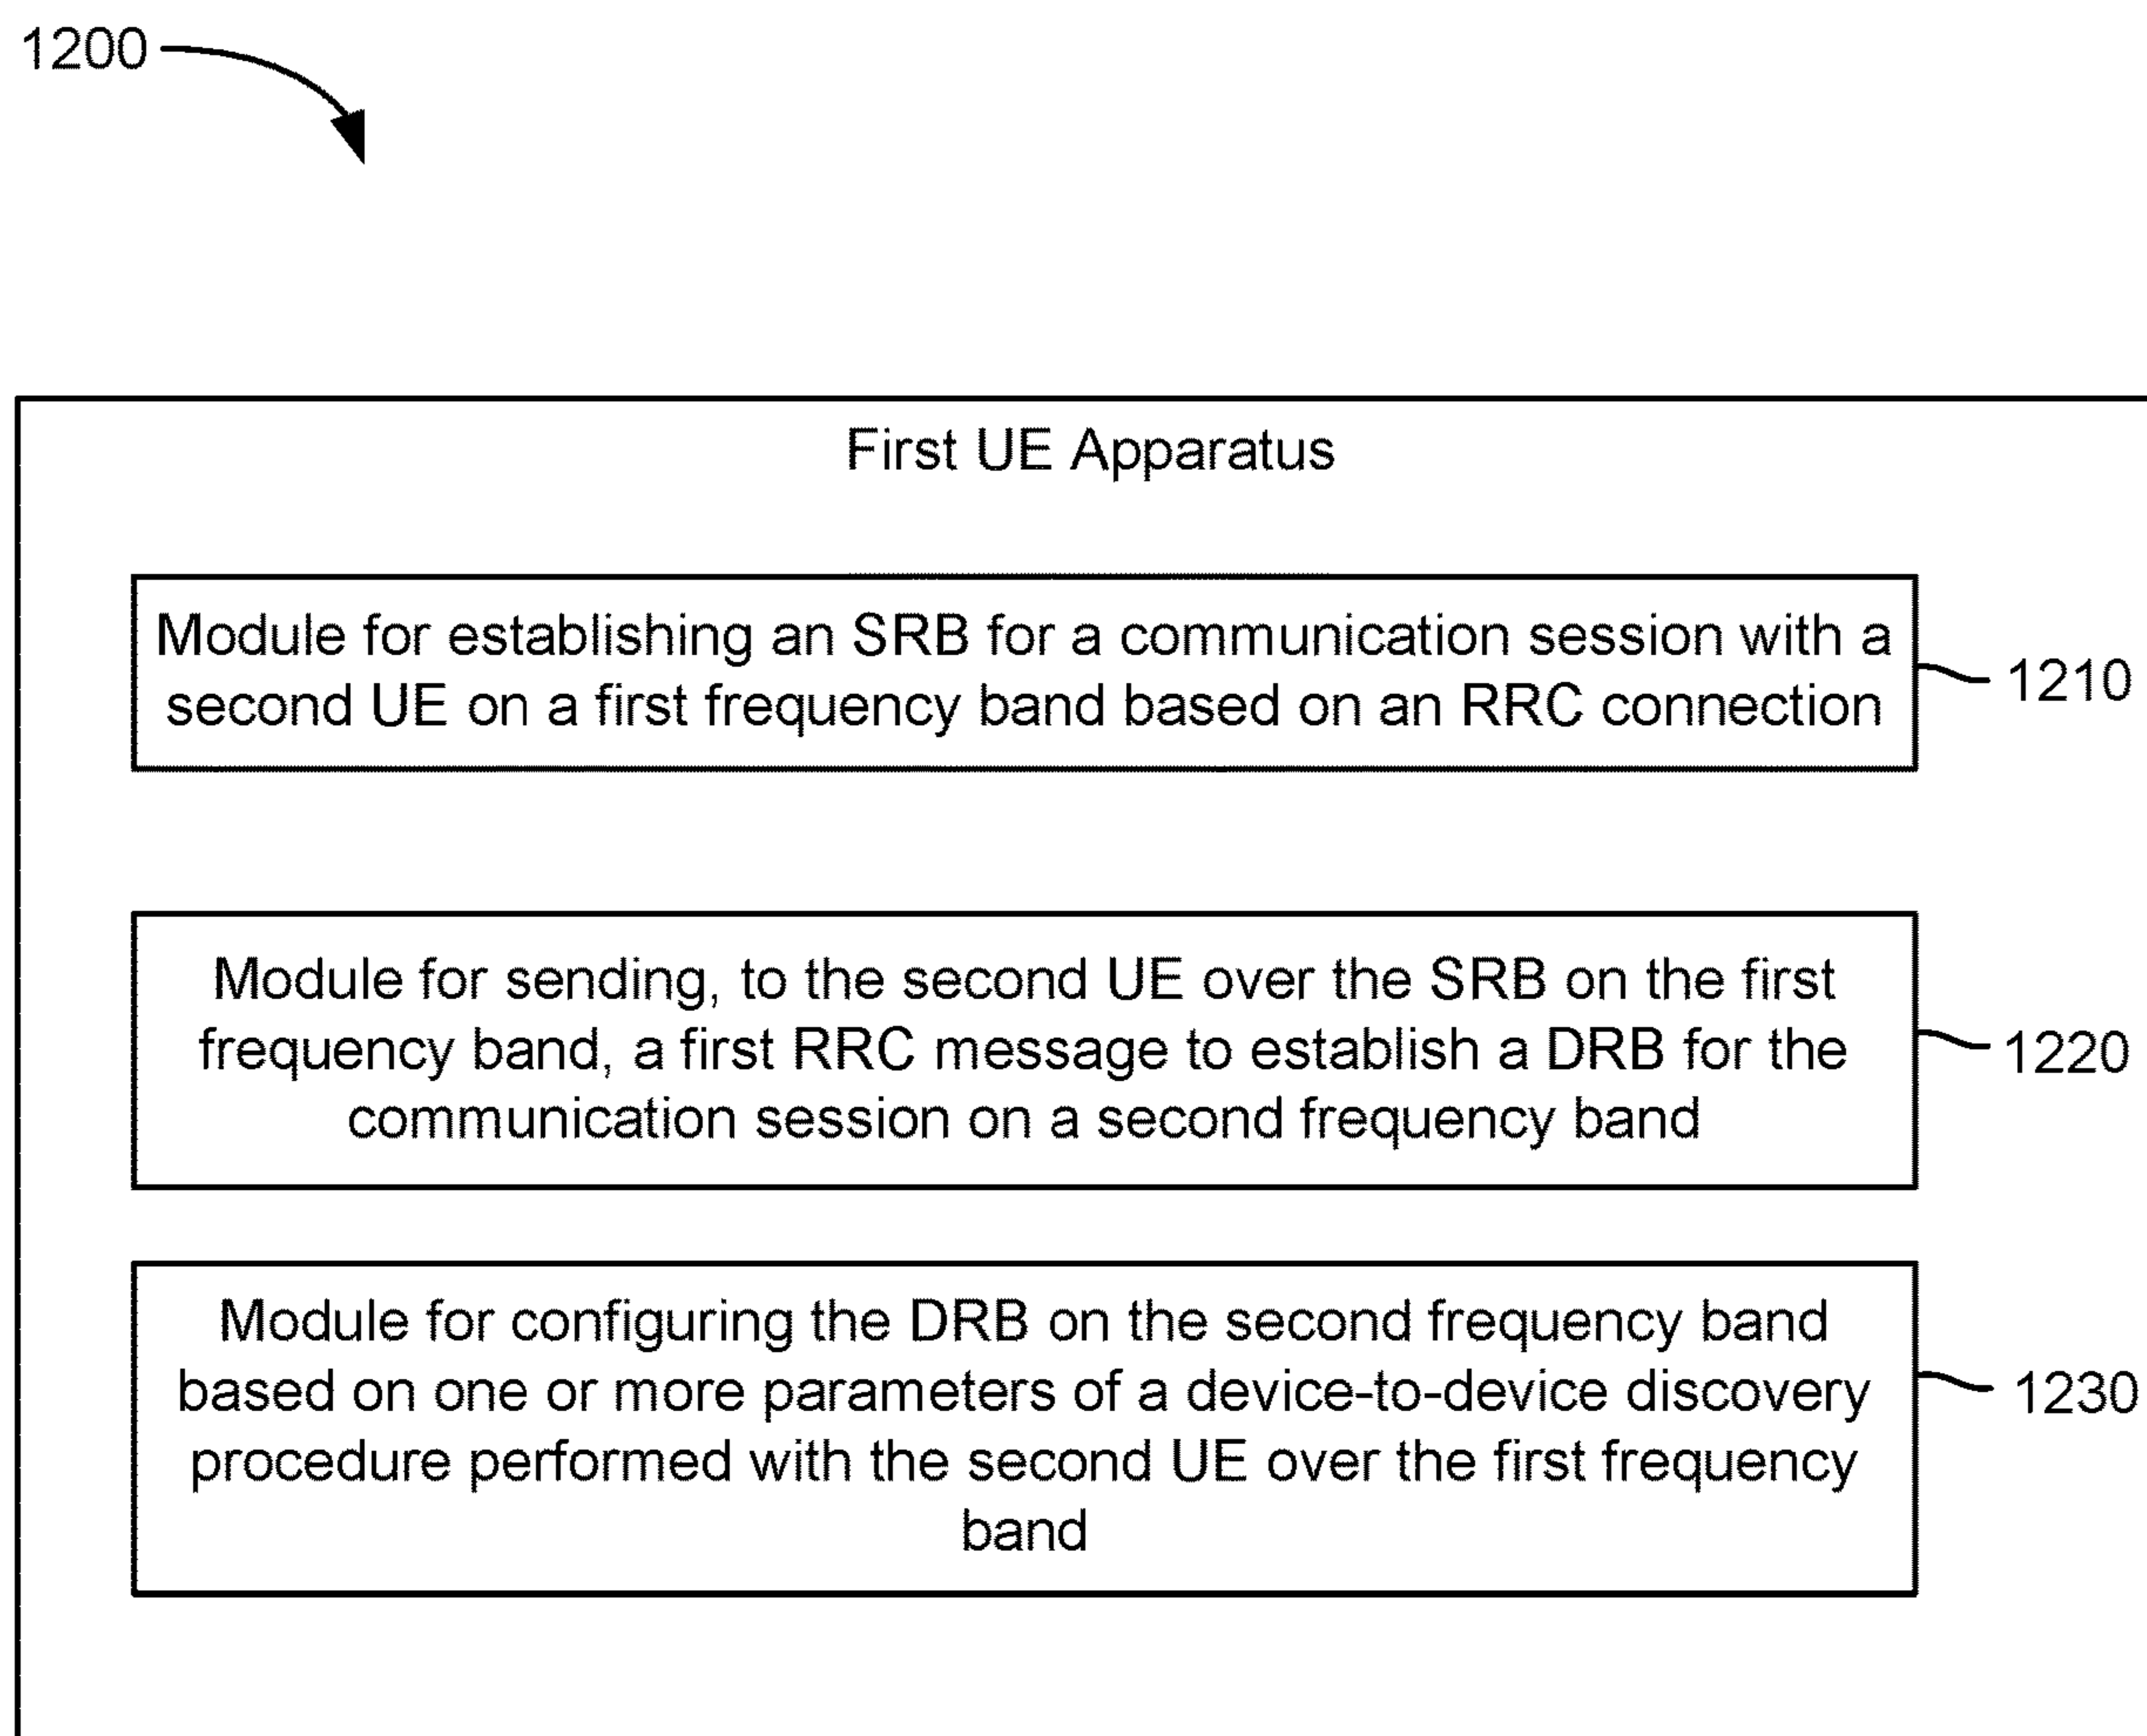 1200
First UE Apparatus
Module for establishing an SRB for a communication session with a
second UE on a first frequency band based on an RRC connection
1210
Module for sending, to the second UE over the SRB on the first
frequency band, a first RRC message to establish a DRB for the
communication session on a second frequency band
1220
Module for configuring the DRB on the second frequency band
based on one or more parameters of a device-to-device discovery
procedure performed with the second UE over the first frequency
band
1230